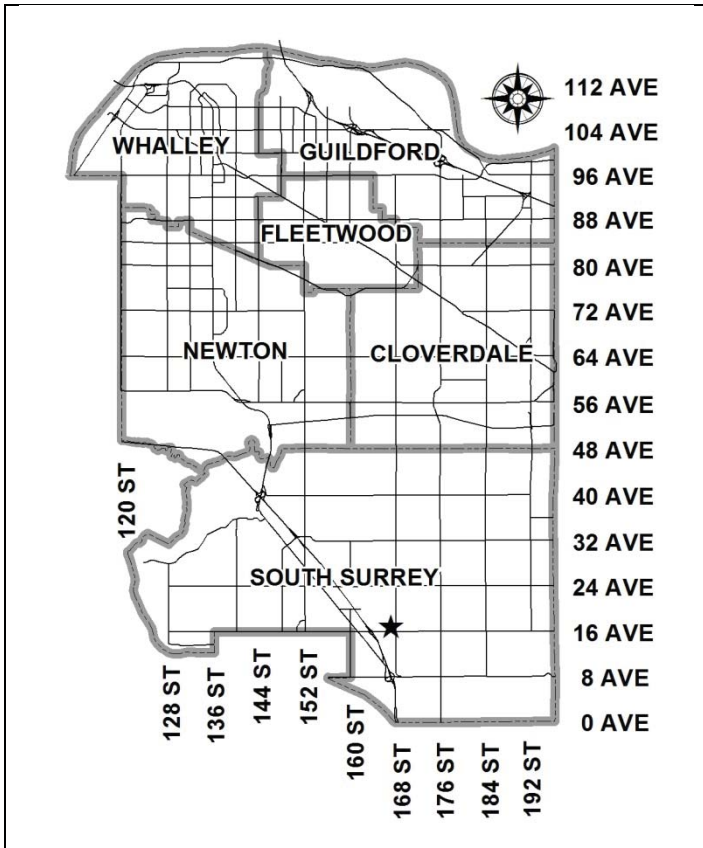 112 AVE
104 AVE
WHALLEY
GUILDFORD
96 AVE
88 AVE
FLEETWOOD
80 AVE
72 AVE
NEWTON
CLOVERDALE
64 AVE
56 AVE
48 AVE
120 ST
40 AVE
32 AVE
SOUTH SURREY
24 AVE
16 AVE
8 AVE
0 AVE
128 ST
136 ST
144 ST
152 ST
160 ST
168 ST
176 ST
184 ST
192 ST